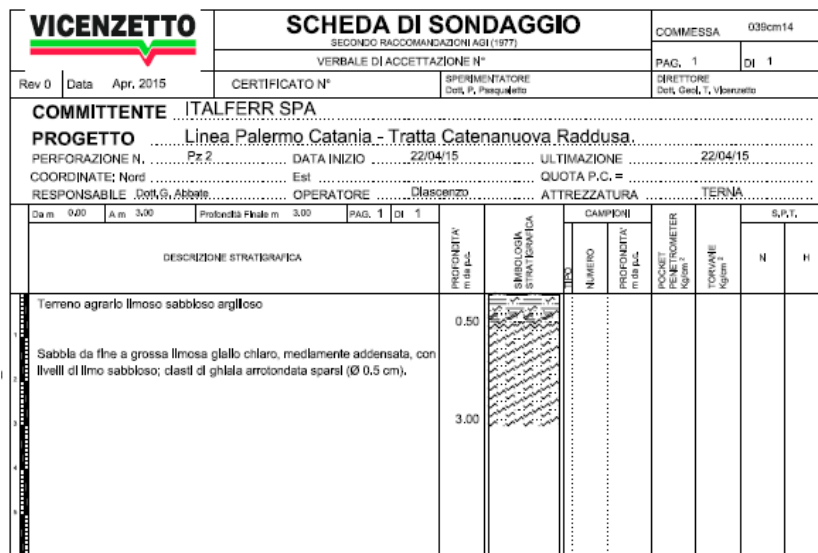 VICENZETTO
SCHEDA DI SONDAGGIO
SECONDO RACCOMANDAZIONI AGI (1977)
COMMESSA 039cm14
VERBALE DI ACCETTAZIONE N°
PAG. 1 DI 1
Rev 0 Data Apr. 2015
CERTIFICATO N°
SPERIMENTATORE
Dott. P. Pasqualetto
DIRETTORE
Dott. Geol. T. Vicenzetto
COMMITTENTE ITALFERR SPA
PROGETTO Linea Palermo Catania - Tratta Catenanuova Raddusa.
PERFORAZIONE N. Pz 2 DATA INIZIO 22/04/15 ULTIMAZIONE 22/04/15
COORDINATE: Nord Est QUOTA P.C. =
RESPONSABILE Dott.G. Abbate OPERATORE Diascenzo ATTREZZATURA TERNA
Da m 0.00 A m 3.00 Profondità Finale m 3.00 PAG. 1 DI 1
DESCRIZIONE STRATIGRAFICA
PROFONDITA'
m da p.c.
SIMBOLOGIA
STRATIGRAFICA
CAMPIONI
TIPO
NUMERO
PROFONDITA'
m da p.c.
POCKET
PENETROMETER
Kg/cm²
TORVANE
Kg/cm²
S.P.T.
N
H
Terreno agrario limoso sabbioso argilloso
0.50
1
Sabbia da fine a grossa limosa giallo chiaro, mediamente addensata, con
livelli di limo sabbioso; clasti di ghiaia arrotondata sparsi (Ø 0.5 cm).
2
3.00
3
4
5